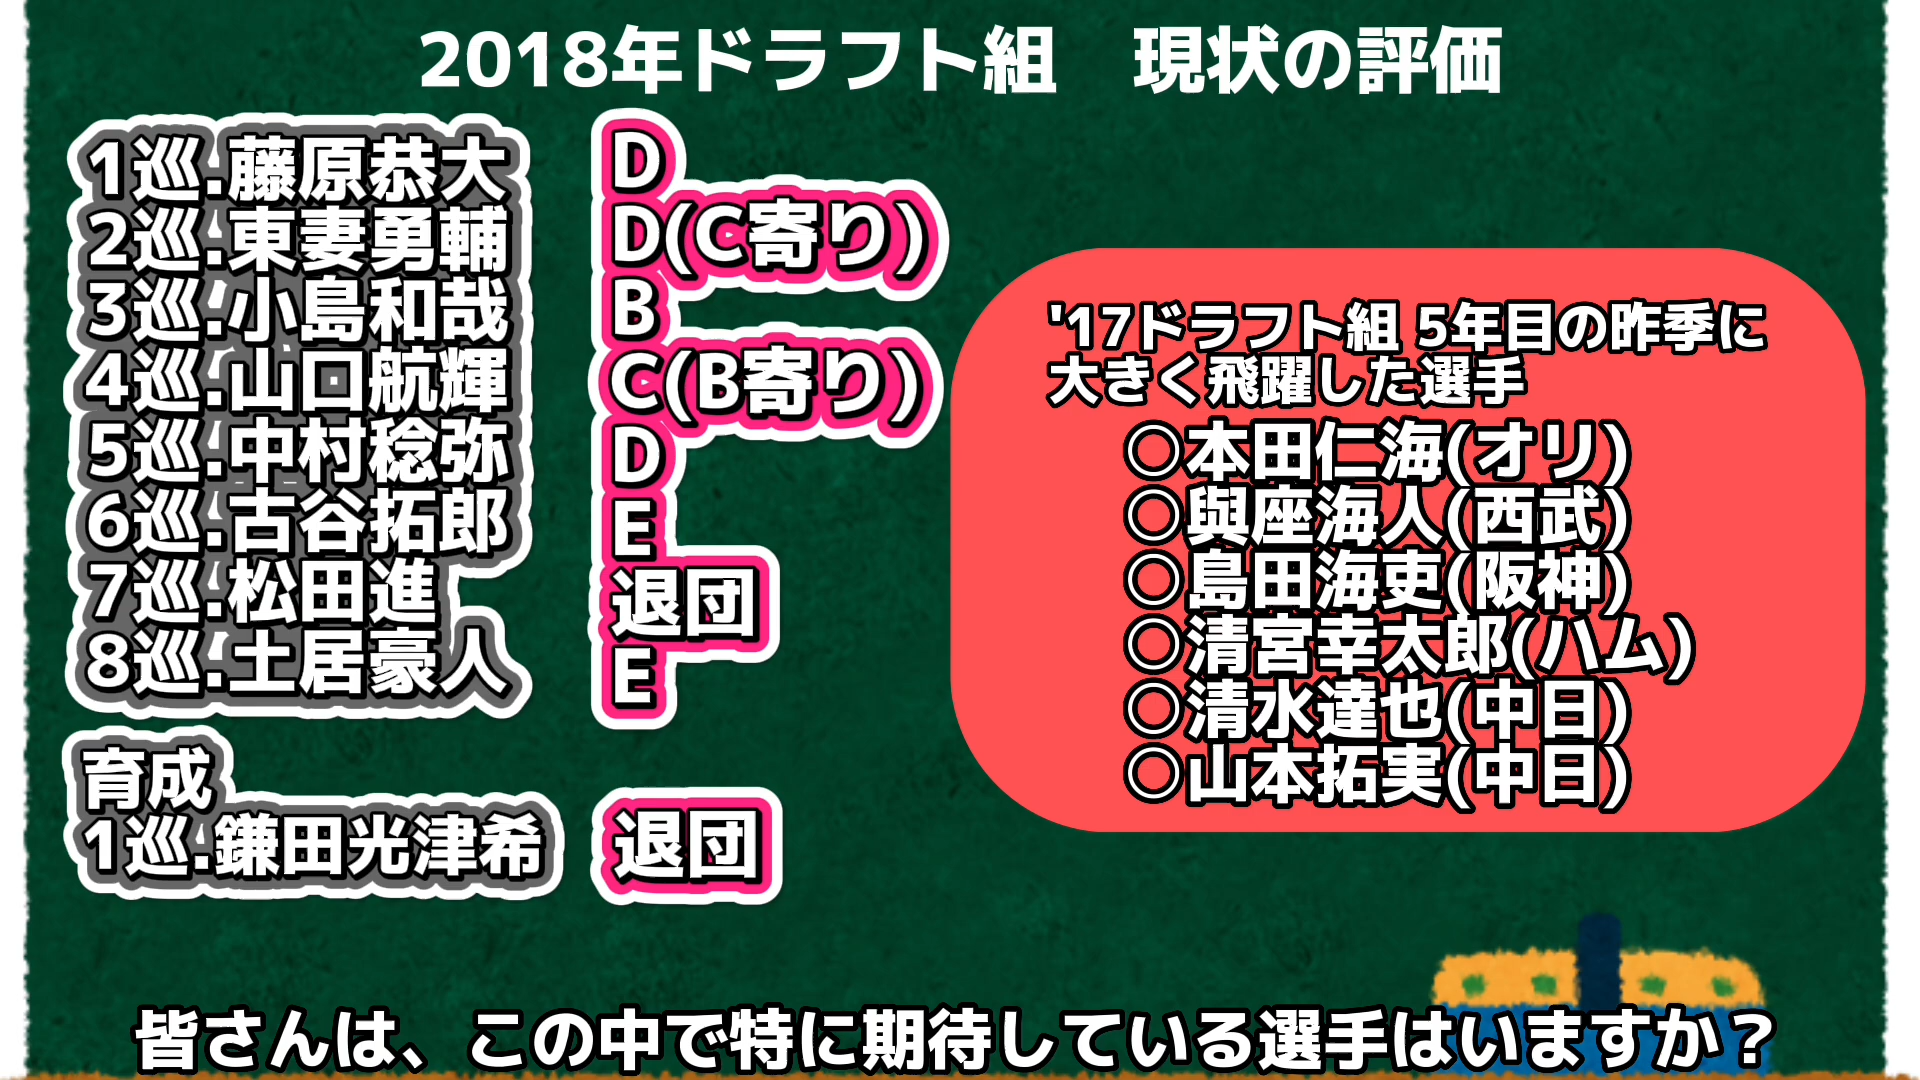 2018年ドラフト組　現状の評価
1巡.藤原恭大 D
2巡.東妻勇輔 D(C寄り)
3巡.小島和哉 B
4巡.山口航輝 C(B寄り)
5巡.中村稔弥 D
6巡.古谷拓郎 E
7巡.松田進 退団
8巡.土居豪人 E
育成
1巡.鎌田光津希 退団
'17ドラフト組 5年目の昨季に
大きく飛躍した選手
○本田仁海(オリ)
○與座海人(西武)
○島田海吏(阪神)
○清宮幸太郎(ハム)
○清水達也(中日)
○山本拓実(中日)
皆さんは、この中で特に期待している選手はいますか？